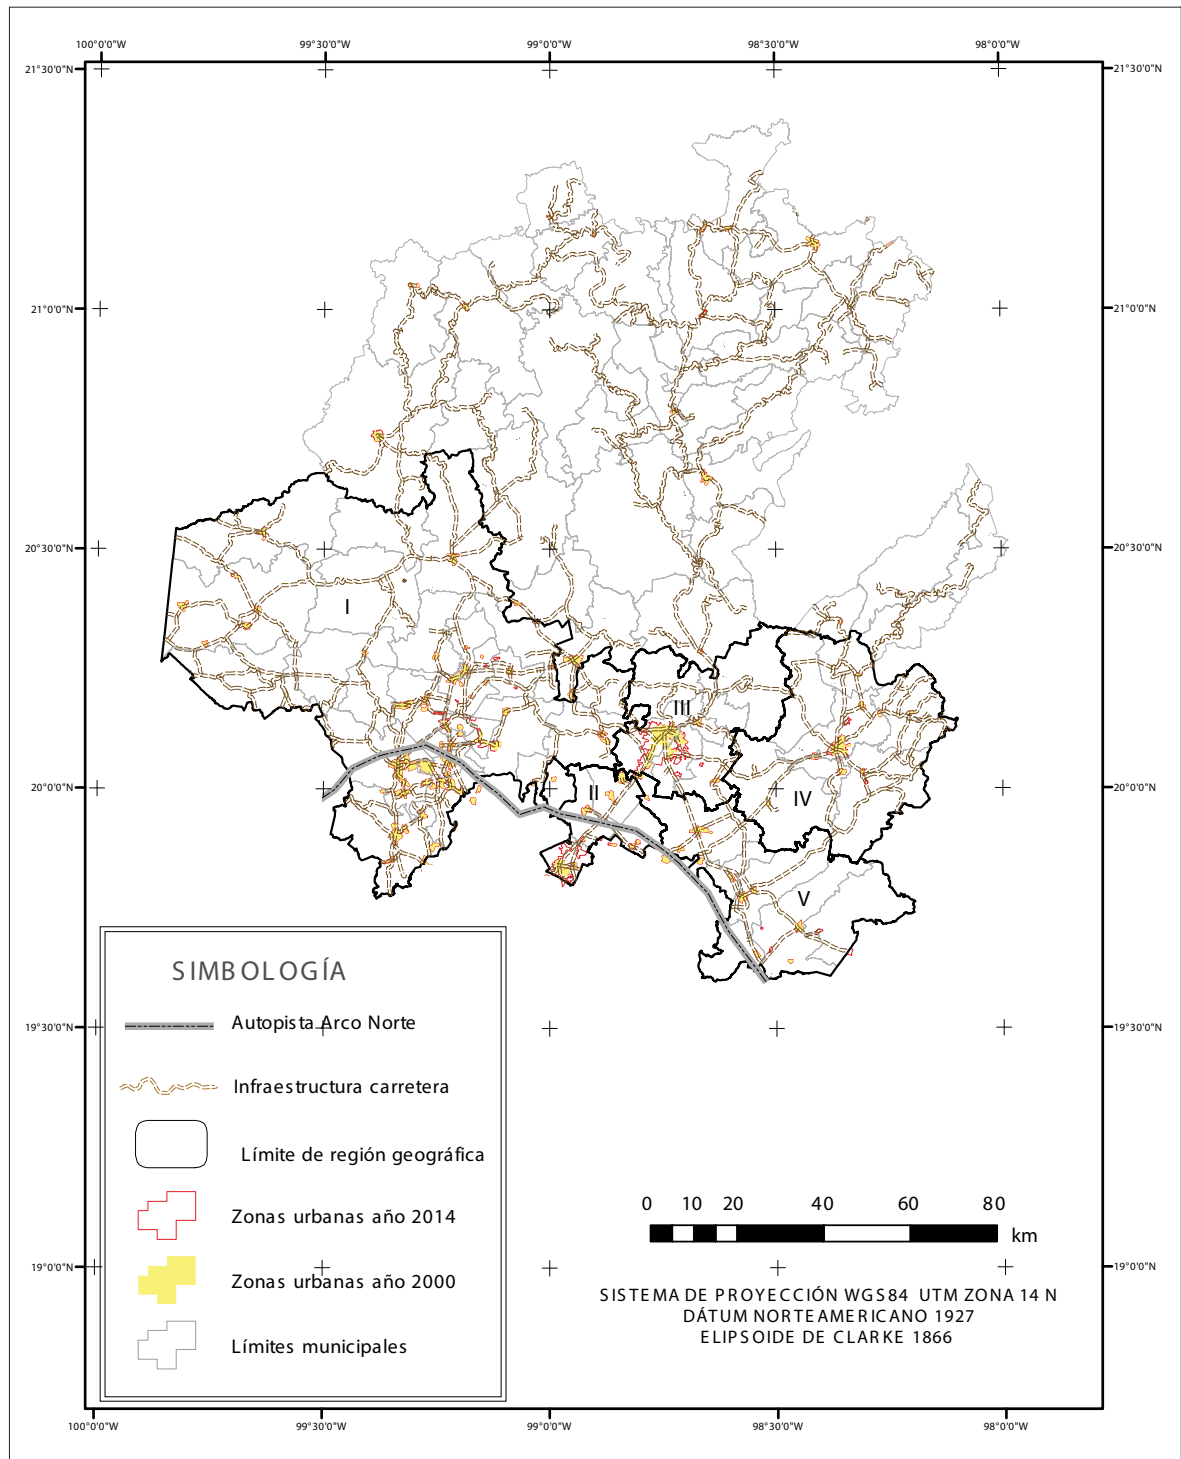 100°0'0"W 99°30'0"W 99°0'0"W 98°30'0"W 98°0'0"W
21°30'0"N 21°30'0"N
21°0'0"N 21°0'0"N
20°30'0"N 20°30'0"N
I
III
20°0'0"N 20°0'0"N
II
IV
V
SIMBOLOGÍA
Autopista Arco Norte
Infraestructura carretera
Límite de región geográfica
Zonas urbanas año 2014
Zonas urbanas año 2000
Límites municipales
19°30'0"N 19°30'0"N
0 10 20 40 60 80
km
19°0'0"N 19°0'0"N
SISTEMA DE PROYECCIÓN WGS84 UTM ZONA 14 N
DÁTUM NORTEAMERICANO 1927
ELIPSOIDE DE CLARKE 1866
100°0'0"W 99°30'0"W 99°0'0"W 98°30'0"W 98°0'0"W